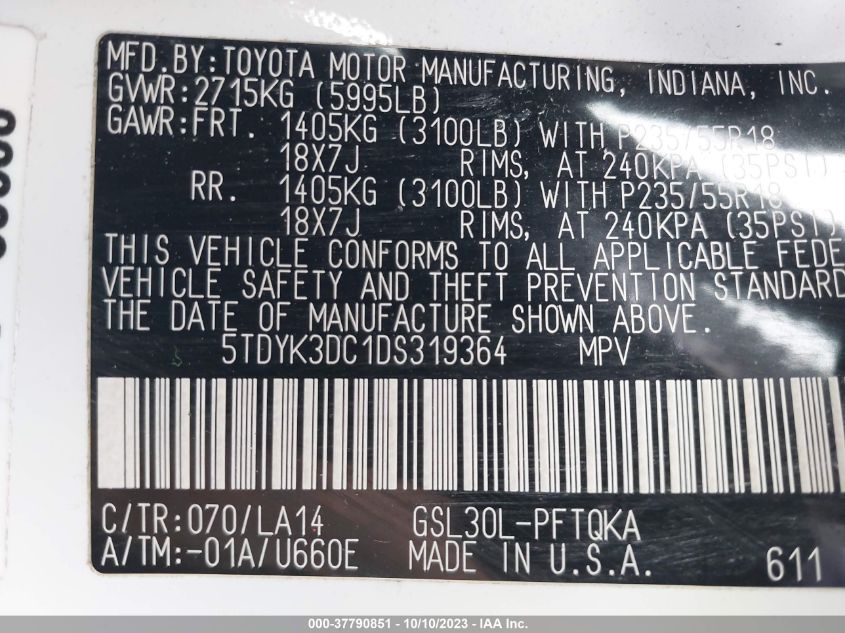 MFD.BY:TOYOTA MOTOR MANUFACTURING, INDIANA, INC.
GVWR:2715KG (5995LB)
GAWR:FRT. 1405KG (3100LB) WITH P235/55R18
18X7J RIMS, AT 240KPA (35PSI)
RR. 1405KG (3100LB) WITH P235/55R18
18X7J RIMS, AT 240KPA (35PSI)
THIS VEHICLE CONFORMS TO ALL APPLICABLE FEDE
VEHICLE SAFETY AND THEFT PREVENTION STANDARD
THE DATE OF MANUFACTURE SHOWN ABOVE.
5TDYK3DC1DS319364 MPV
C/TR:070/LA14 GSL30L-PFTQKA
A/TM:-01A/U660E MADE IN U.S.A. 611
000-37790851 - 10/10/2023 - IAA Inc.